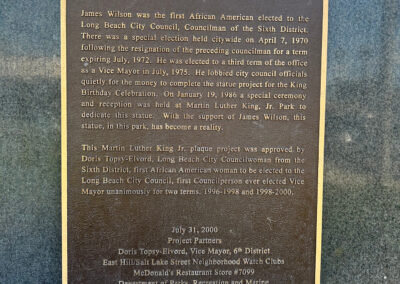 James Wilson was the first African American elected to the
Long Beach City Council, Councilman of the Sixth District.
There was a special election held citywide on April 7, 1970
following the resignation of the preceding councilman for a term
expiring July, 1972. He was elected to a third term of the office
as a Vice Mayor in July, 1975. He lobbied city council officials
quietly for the money to complete the statue project for the King
Birthday Celebration. On January 19, 1986 a special ceremony
and reception was held at Martin Luther King, Jr. Park to
dedicate this statue. With the support of James Wilson, this
statue, in this park, has become a reality.
This Martin Luther King Jr. plaque project was approved by
Doris Topsy-Elvord, Long Beach City Councilwoman from the
Sixth District, first African American woman to be elected to the
Long Beach City Council, first Councilperson ever elected Vice
Mayor unanimously for two terms, 1996-1998 and 1998-2000.
July 31, 2000
Project Partners
Doris Topsy-Elvord, Vice Mayor, 6th District
East Hill/Salt Lake Street Neighborhood Watch Clubs
McDonald's Restaurant Store #7099
Department of Parks, Recreation and Marine